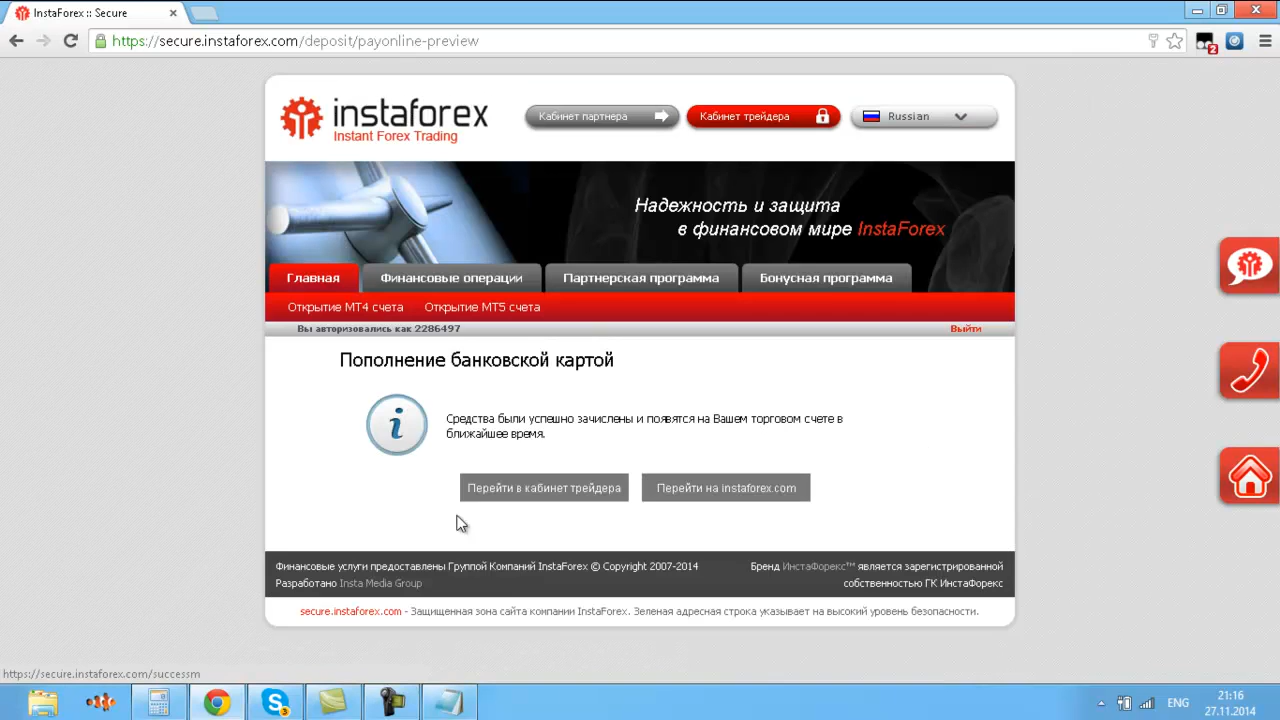 InstaForex :: Secure
https://secure.instaforex.com/deposit/payonline-preview
2
instaforex
Instant Forex Trading
Кабинет партнера
Кабинет трейдера
Russian
Надежность и защита
в финансовом мире InstaForex
Главная
Финансовые операции
Партнерская программа
Бонусная программа
Открытие МТ4 счета
Открытие МТ5 счета
Вы авторизовались как 2286497
Выйти
Пополнение банковской картой
Средства были успешно зачислены и появятся на Вашем торговом счете в
ближайшее время.
Перейти в кабинет трейдера
Перейти на instaforex.com
Финансовые услуги предоставлены Группой Компаний InstaForex © Copyright 2007-2014
Разработано Insta Media Group
Бренд ИнстаФорекс™ является зарегистрированной
собственностью ГК ИнстаФорекс
secure.instaforex.com - Защищенная зона сайта компании InstaForex. Зеленая адресная строка указывает на высокий уровень безопасности.
https://secure.instaforex.com/successm
3
ENG
21:16
27.11.2014